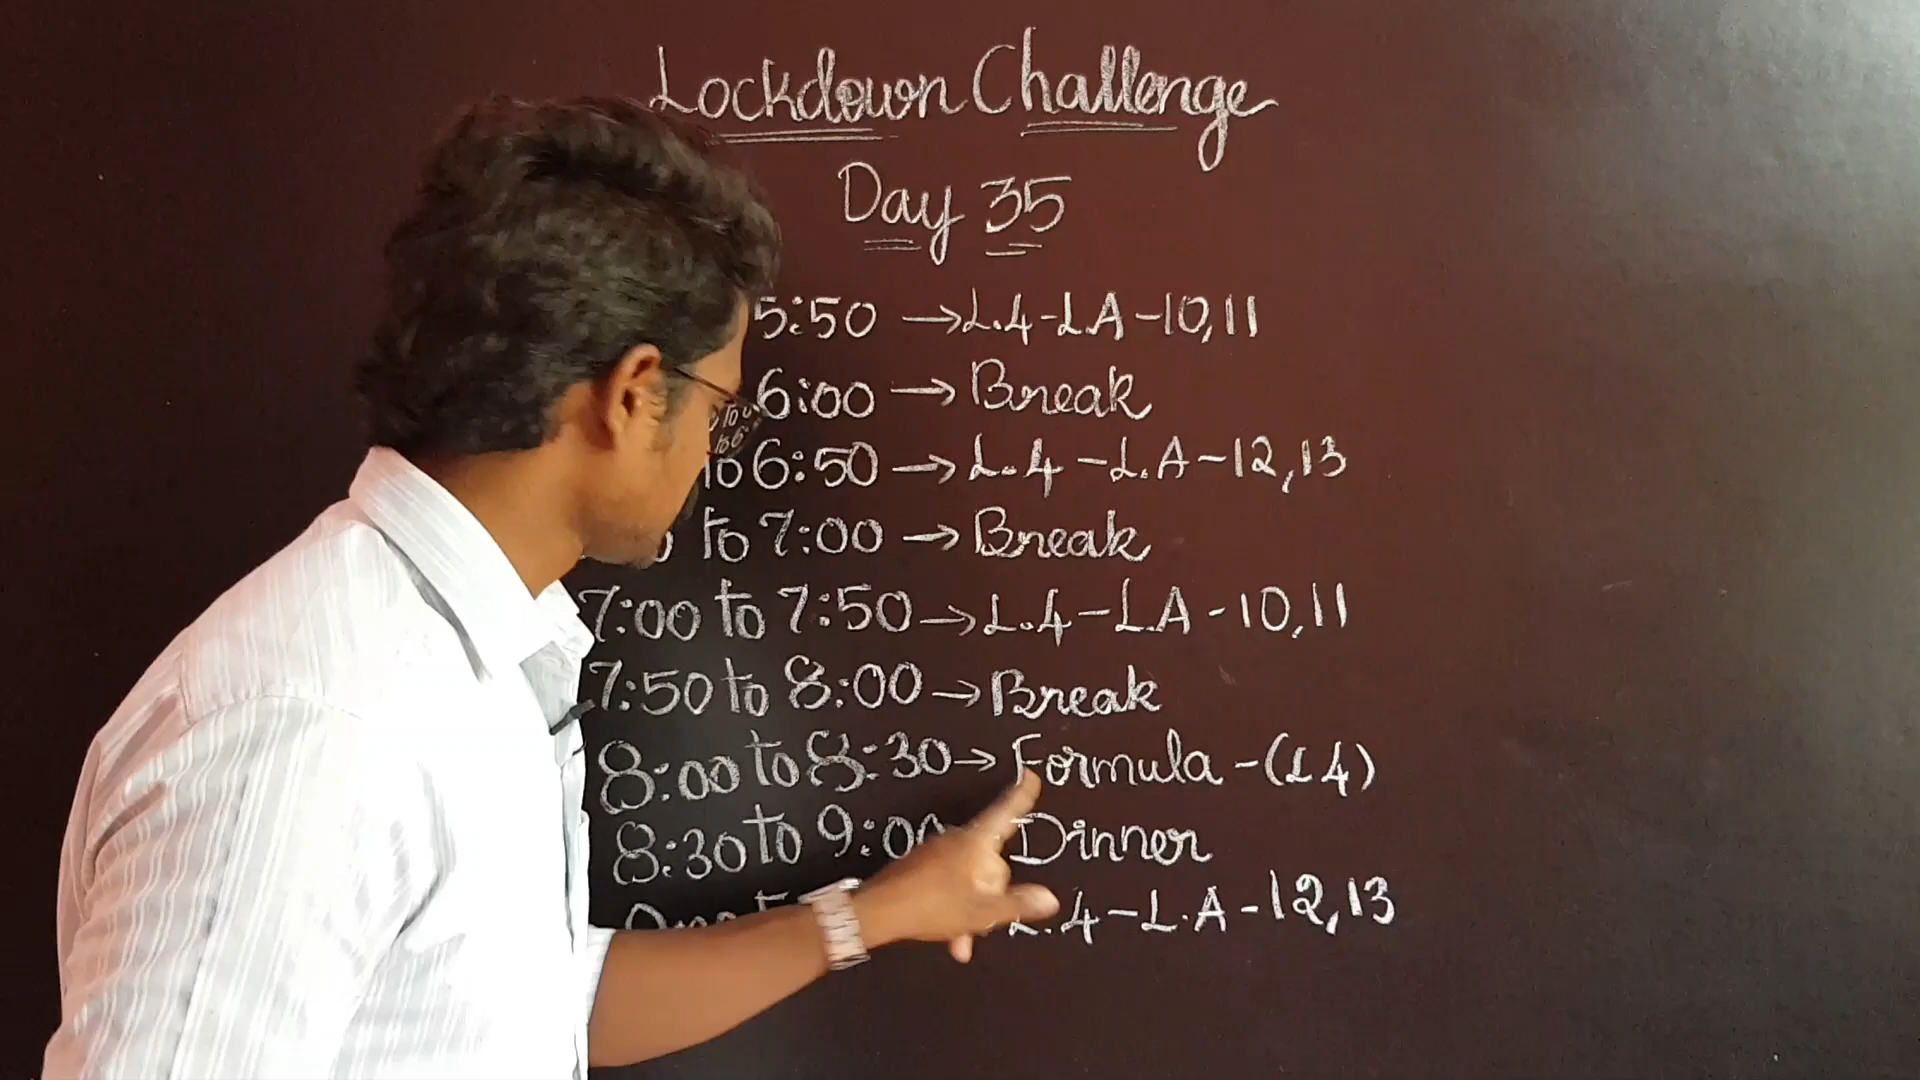 Lockdown Challenge
Day 35
5:50 → L.4-L.A-10,11
6:00 → Break
to 6:50 → L.4-L.A-12,13
to 7:00 → Break
7:00 to 7:50 → L.4-L.A-10,11
7:50 to 8:00 → Break
8:00 to 8:30 → Formula-(L4)
8:30 to 9:00 Dinner
L.4-L.A-12,13